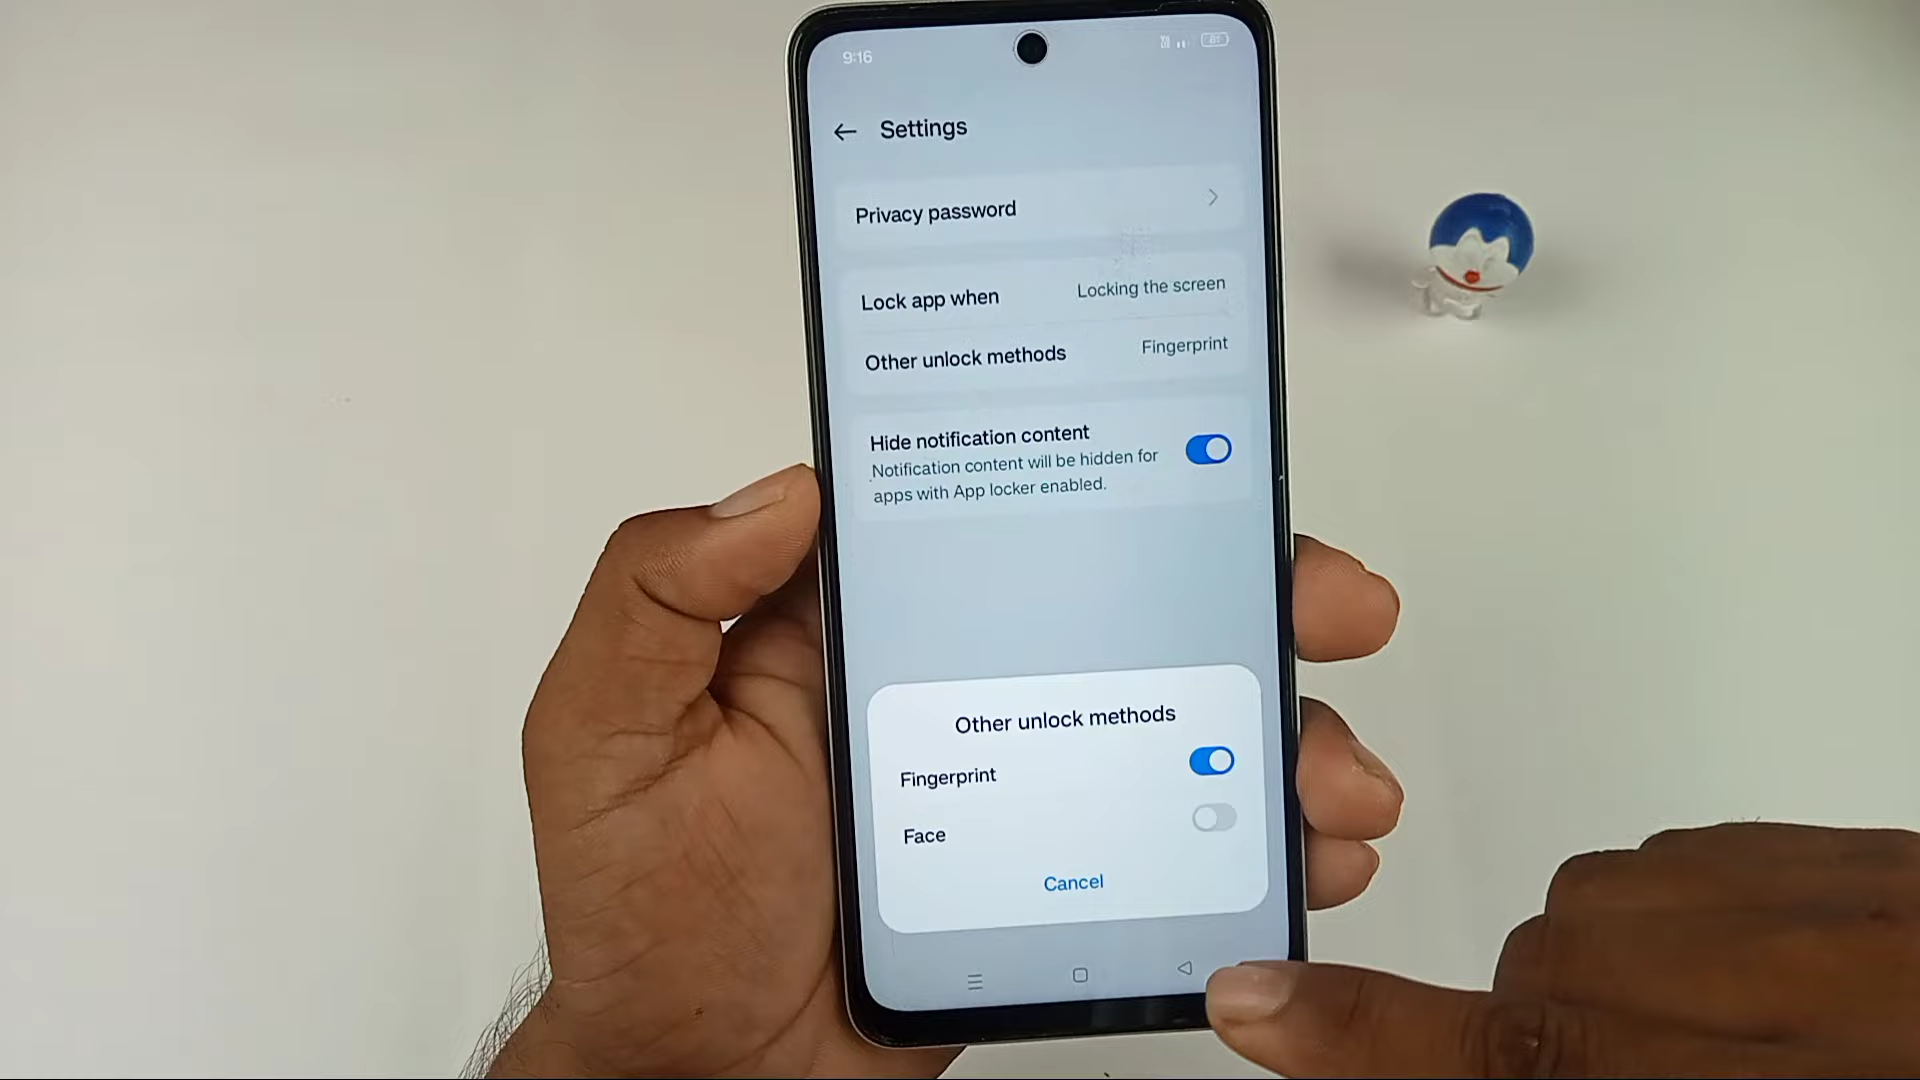 9:16
81
Settings
Privacy password
Lock app when
Locking the screen
Other unlock methods
Fingerprint
Hide notification content
Notification content will be hidden for
apps with App locker enabled.
Other unlock methods
Fingerprint
Face
Cancel